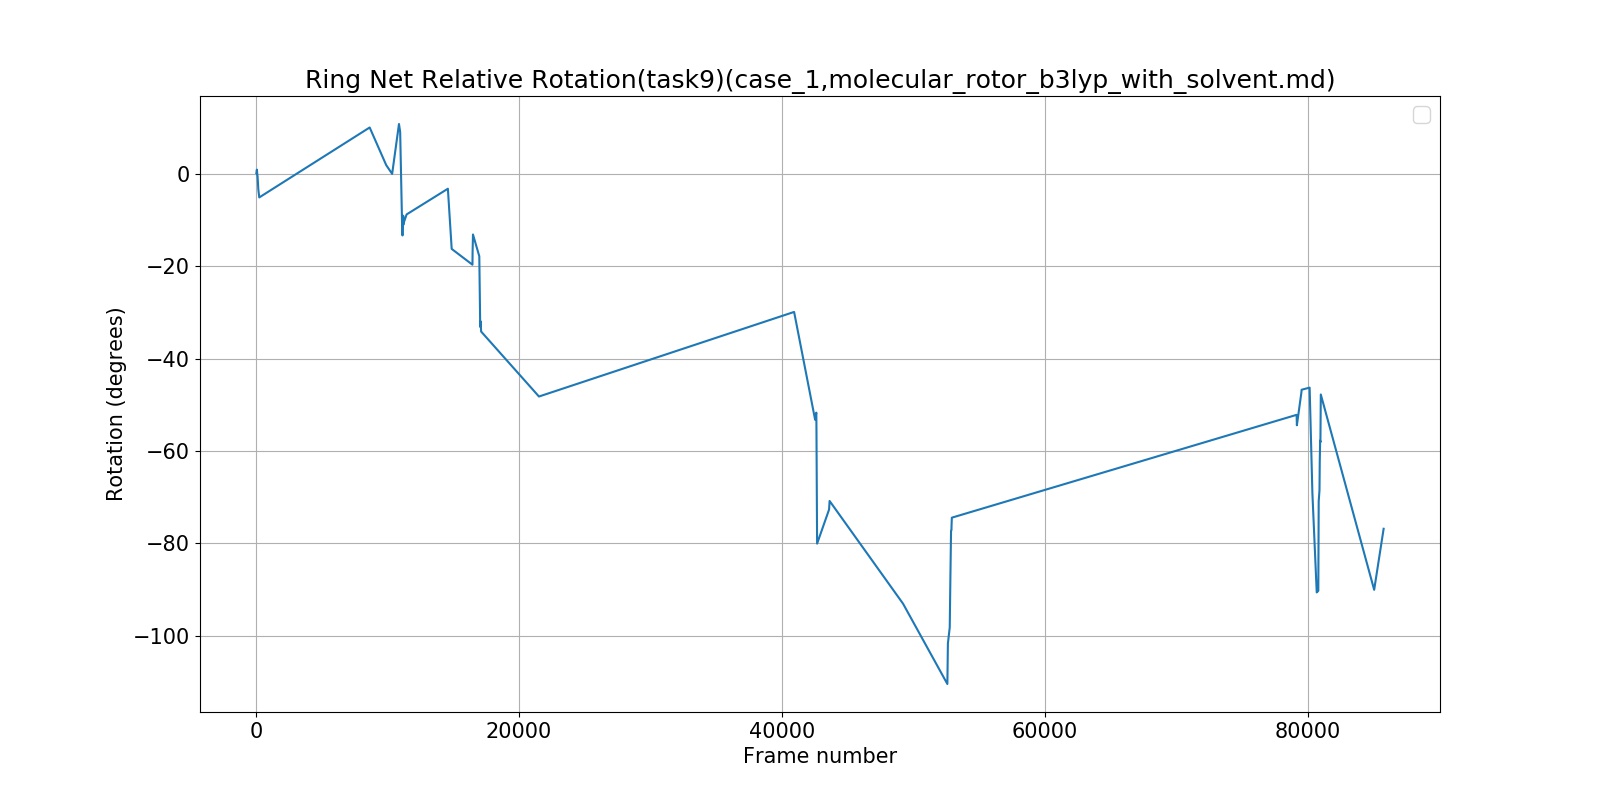 Ring Net Relative Rotation(task9)(case_1,molecular_rotor_b3lyp_with_solvent.md)
0
−20
−40
−60
−80
−100
Rotation (degrees)
0 20000 40000 60000 80000
Frame number